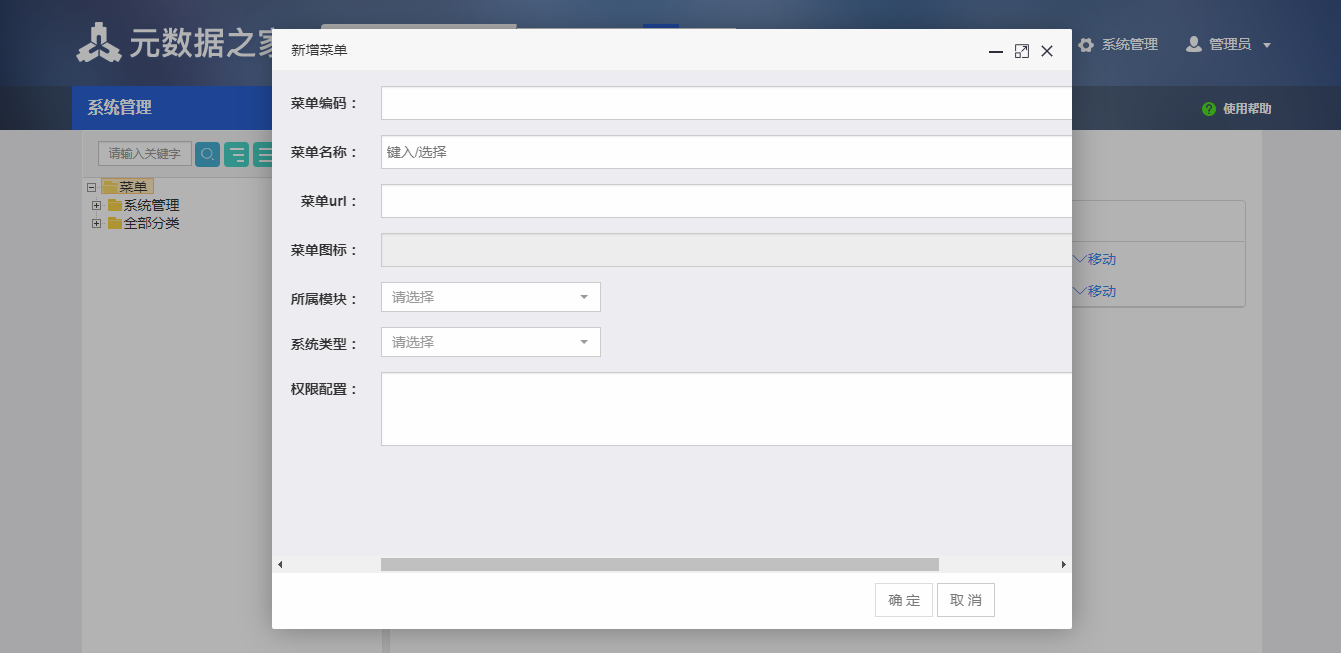 元数据之家
系统管理
管理员
系统管理
使用帮助
请输入关键字
菜单
系统管理
全部分类
移动
移动
新增菜单
菜单编码：
菜单名称：
键入/选择
菜单url：
菜单图标：
所属模块：
请选择
系统类型：
请选择
权限配置：
确 定
取 消